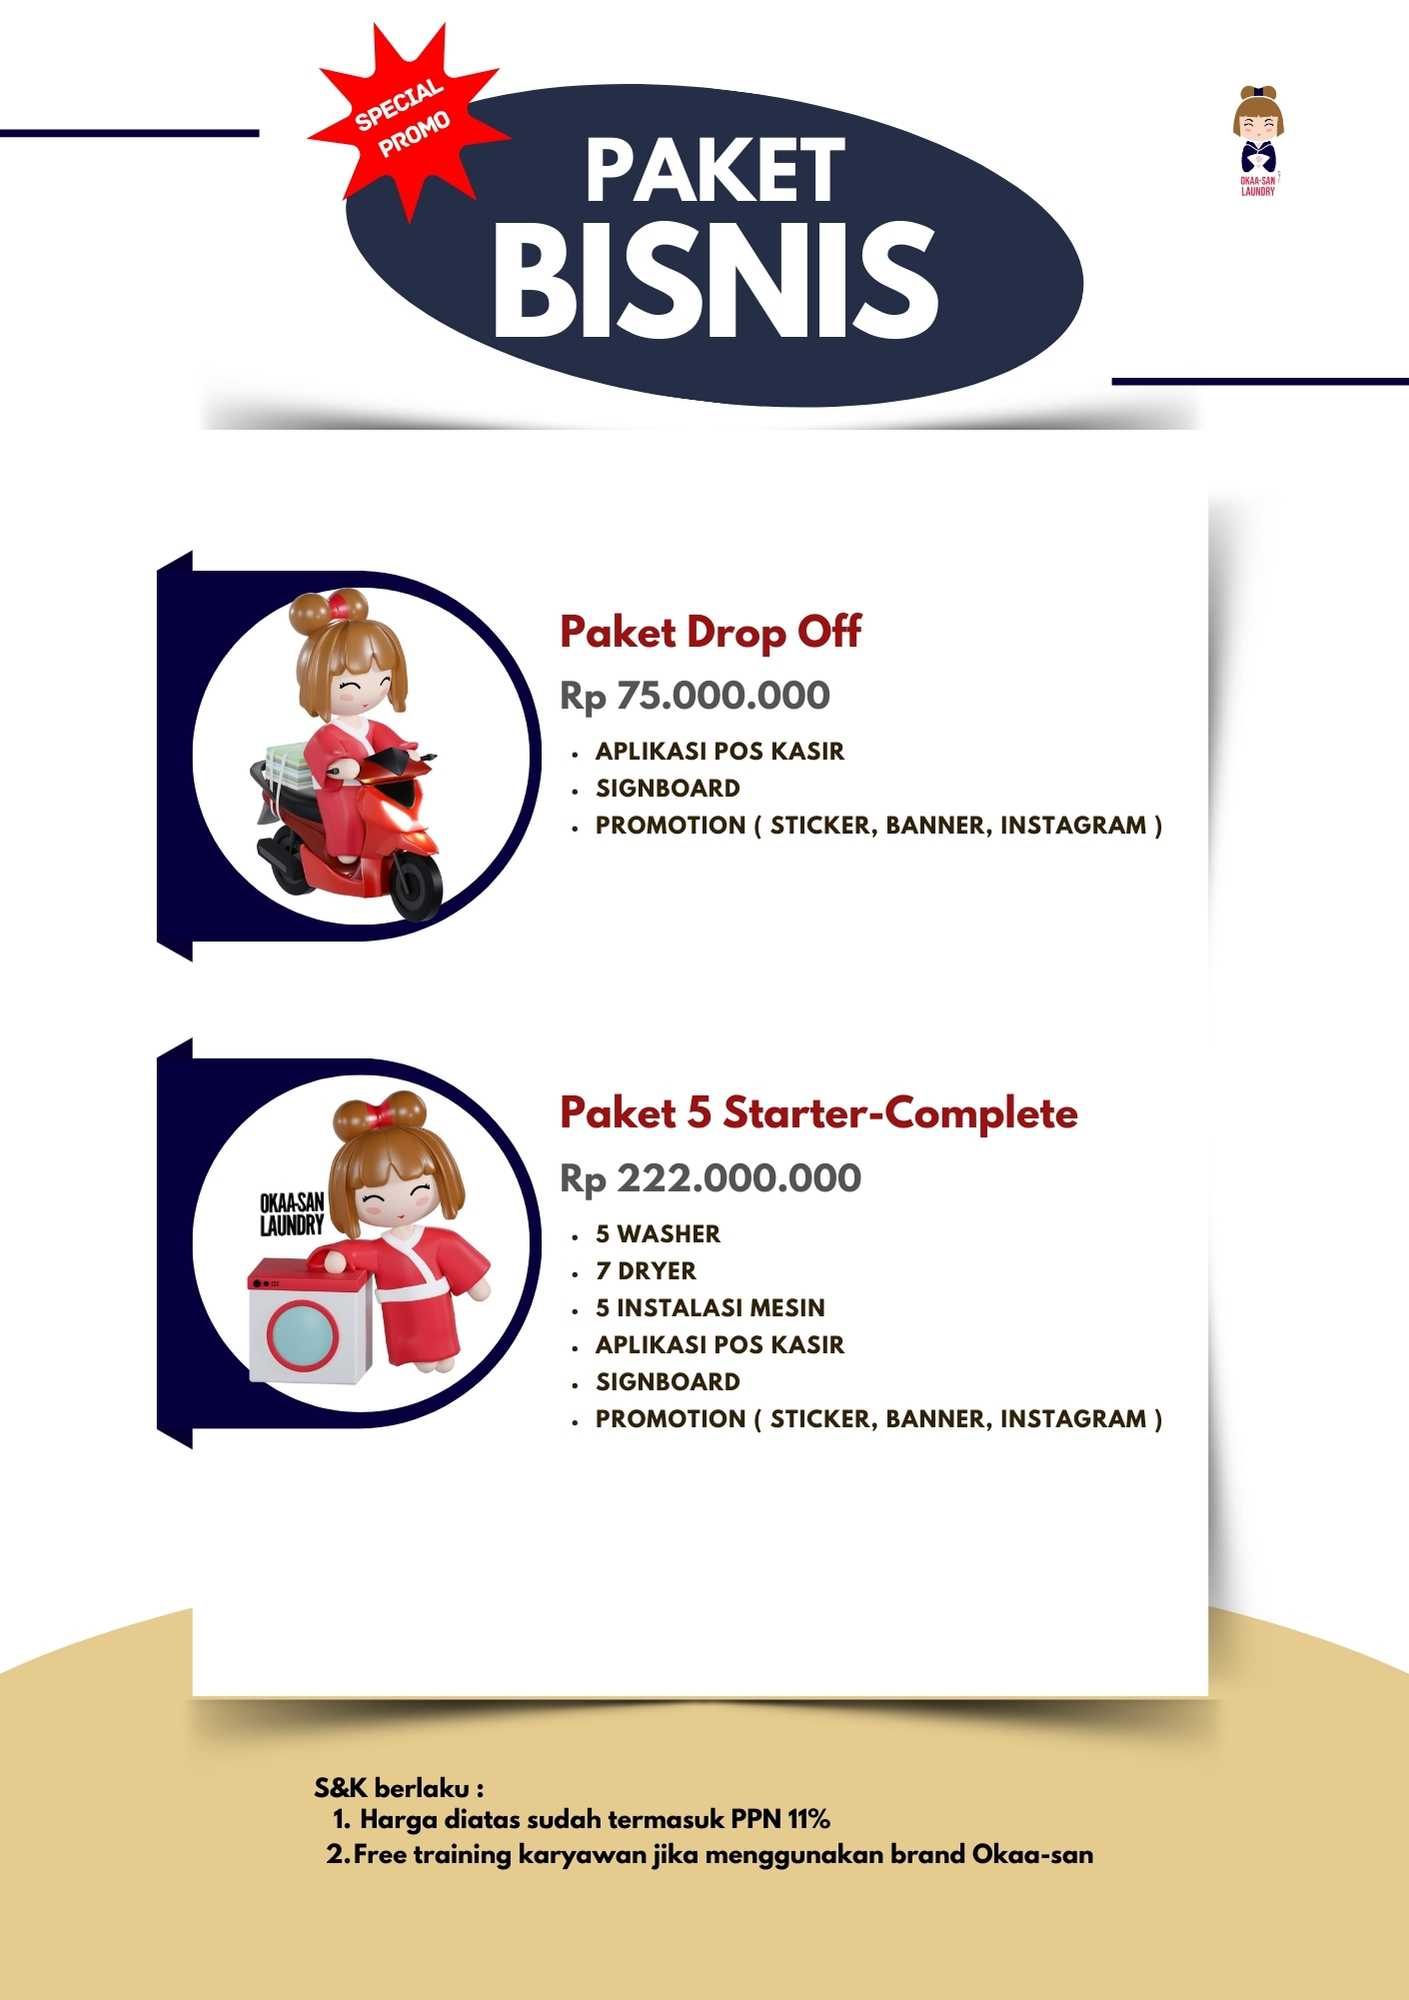 SPECIAL
PROMO
PAKET
BISNIS
OKAA-SAN
LAUNDRY
Paket Drop Off
Rp 75.000.000
• APLIKASI POS KASIR
• SIGNBOARD
• PROMOTION ( STICKER, BANNER, INSTAGRAM )
Paket 5 Starter-Complete
Rp 222.000.000
OKAA-SAN
LAUNDRY
• 5 WASHER
• 7 DRYER
• 5 INSTALASI MESIN
• APLIKASI POS KASIR
• SIGNBOARD
• PROMOTION ( STICKER, BANNER, INSTAGRAM )
S&K berlaku :
1. Harga diatas sudah termasuk PPN 11%
2. Free training karyawan jika menggunakan brand Okaa-san